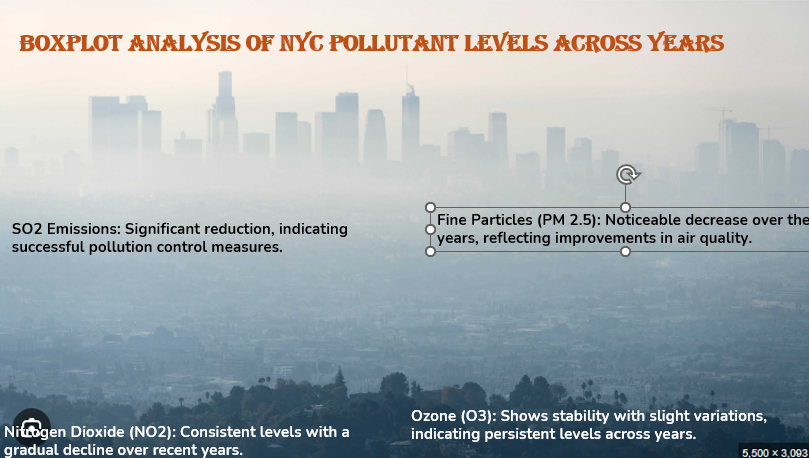 BOXPLOT ANALYSIS OF NYC POLLUTANT LEVELS ACROSS YEARS
SO2 Emissions: Significant reduction, indicating
successful pollution control measures.
Fine Particles (PM 2.5): Noticeable decrease over the
years, reflecting improvements in air quality.
Nitrogen Dioxide (NO2): Consistent levels with a
gradual decline over recent years.
Ozone (O3): Shows stability with slight variations,
indicating persistent levels across years.
5,500 × 3,093